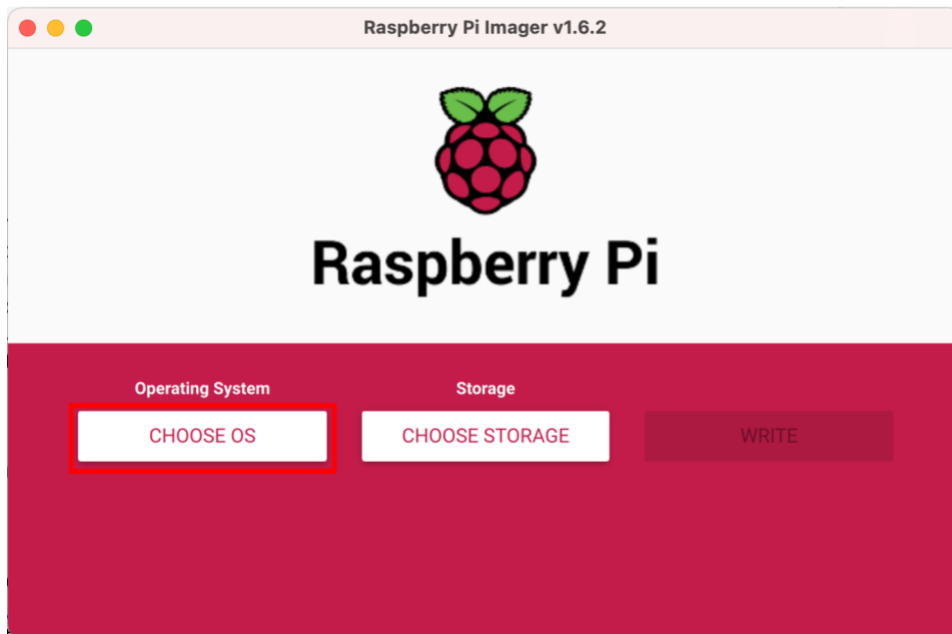 Raspberry Pi Imager v1.6.2
Raspberry Pi
Operating System
Storage
CHOOSE OS
CHOOSE STORAGE
WRITE